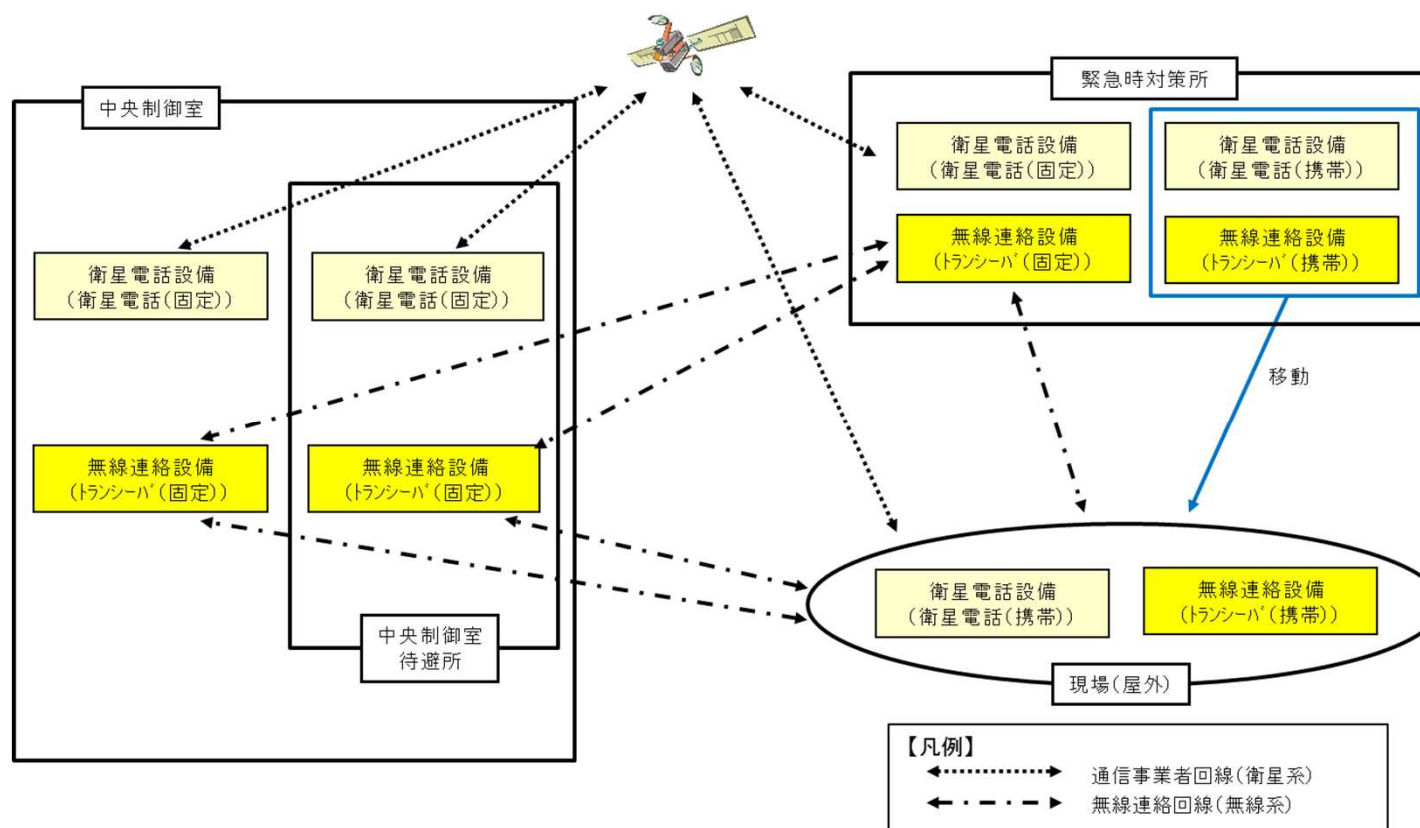 中央制御室
衛星電話設備
(衛星電話(固定))
無線連絡設備
(トランシーバ(固定))
衛星電話設備
(衛星電話(固定))
無線連絡設備
(トランシーバ(固定))
中央制御室
待避所
緊急時対策所
衛星電話設備
(衛星電話(固定))
衛星電話設備
(衛星電話(携帯))
無線連絡設備
(トランシーバ(固定))
無線連絡設備
(トランシーバ(携帯))
移動
衛星電話設備
(衛星電話(携帯))
無線連絡設備
(トランシーバ(携帯))
現場(屋外)
【凡例】
通信事業者回線(衛星系)
無線連絡回線(無線系)